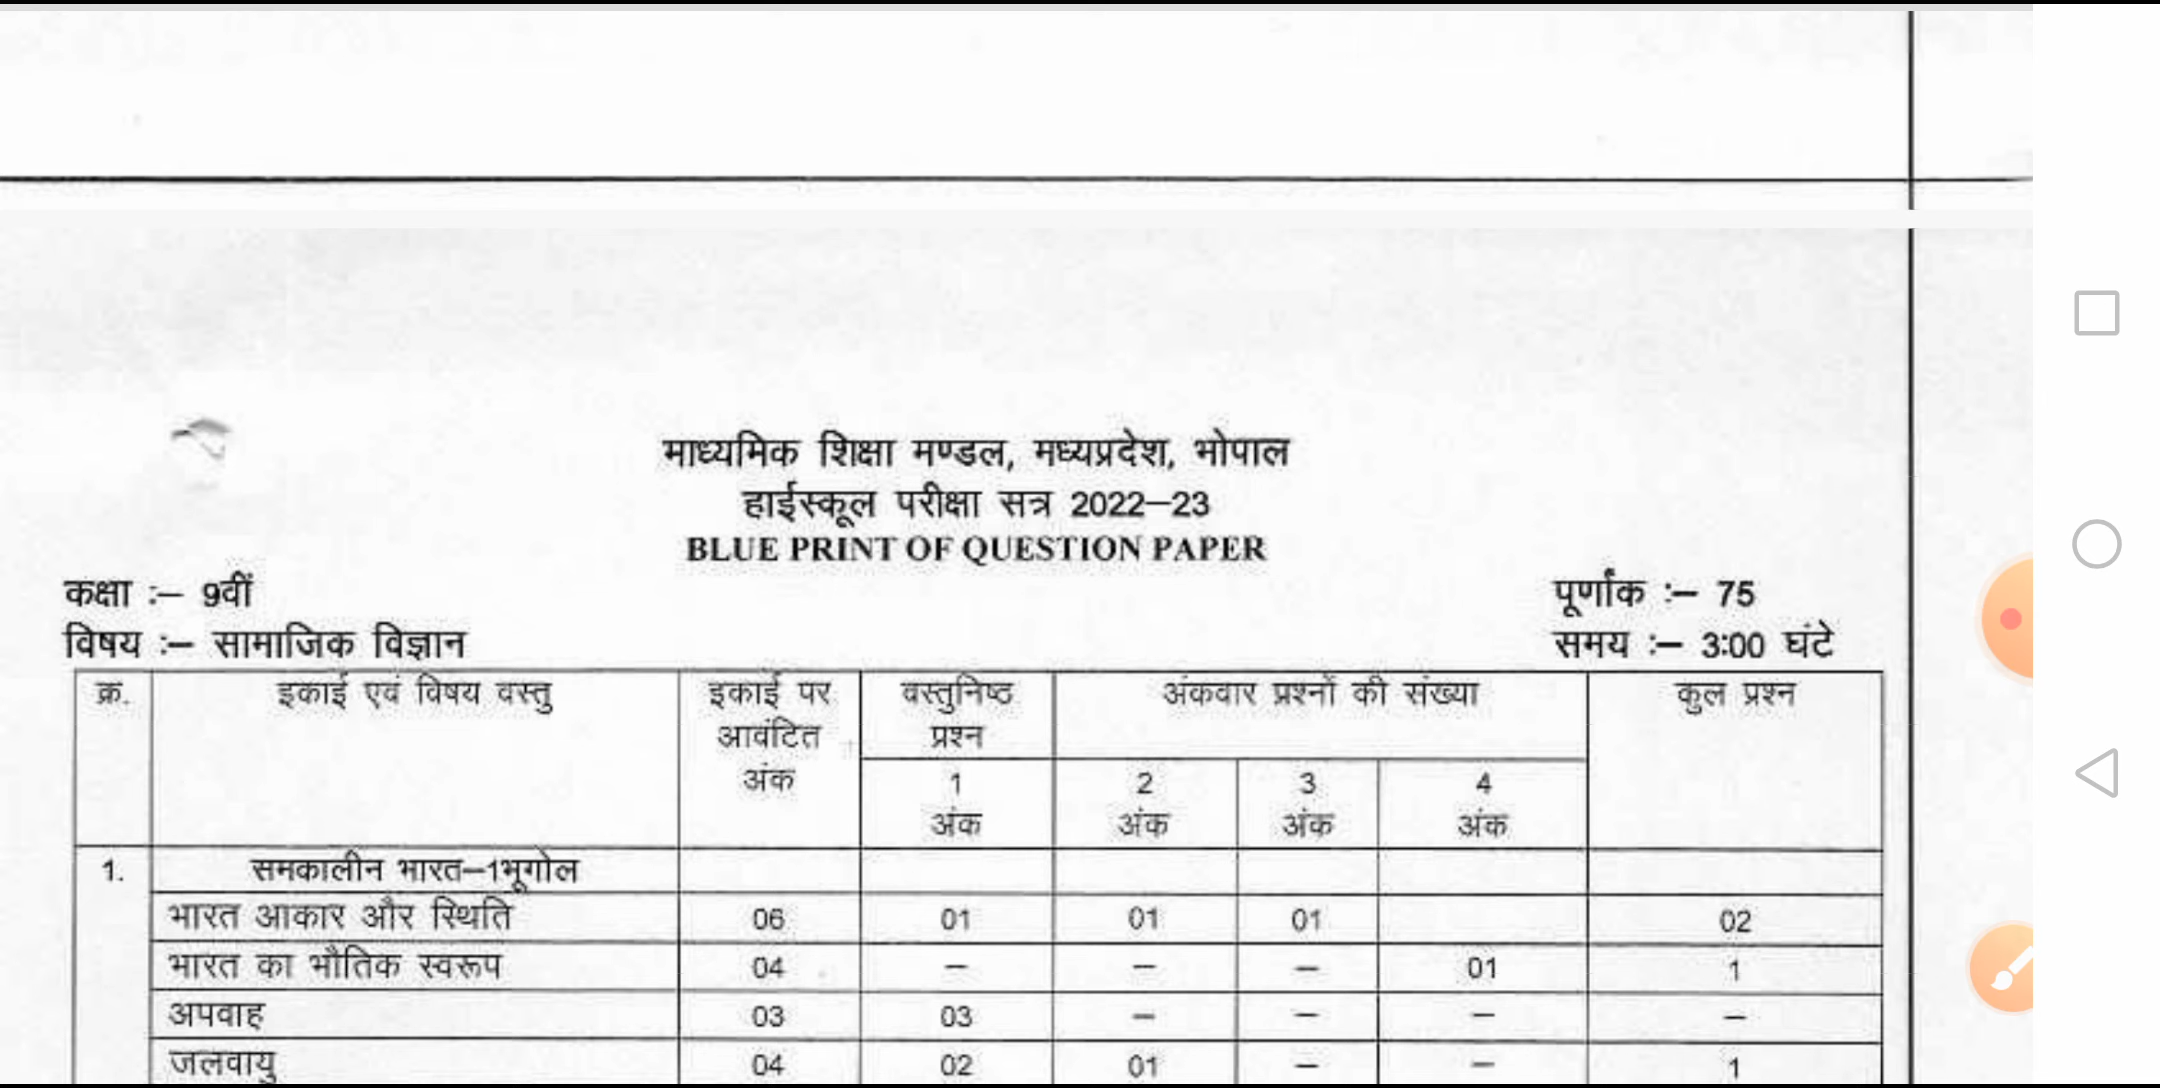 माध्यमिक शिक्षा मण्डल, मध्यप्रदेश, भोपाल
हाईस्कूल परीक्षा सत्र 2022–23
BLUE PRINT OF QUESTION PAPER
कक्षा :– 9वीं पूर्णांक :– 75
विषय :– सामाजिक विज्ञान समय :– 3:00 घंटे
क्र. इकाई एवं विषय वस्तु इकाई पर आवंटित अंक वस्तुनिष्ठ प्रश्न अंकवार प्रश्नों की संख्या कुल प्रश्न
1 अंक 2 अंक 3 अंक 4 अंक
1. समकालीन भारत–1भूगोल
भारत आकार और स्थिति 06 01 01 01 02
भारत का भौतिक स्वरूप 04 – – – 01 1
अपवाह 03 03 – – – –
जलवायु 04 02 01 – – 1